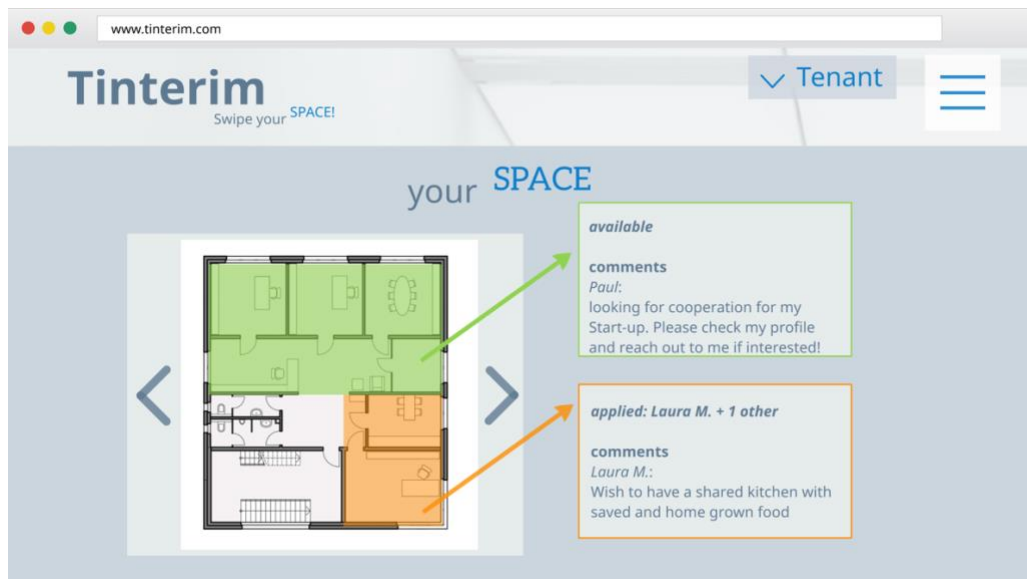 www.tinterim.com
Tinterim
Swipe your SPACE!
Tenant
your SPACE
available
comments
Paul:
looking for cooperation for my
Start-up. Please check my profile
and reach out to me if interested!
applied: Laura M. + 1 other
comments
Laura M.:
Wish to have a shared kitchen with
saved and home grown food